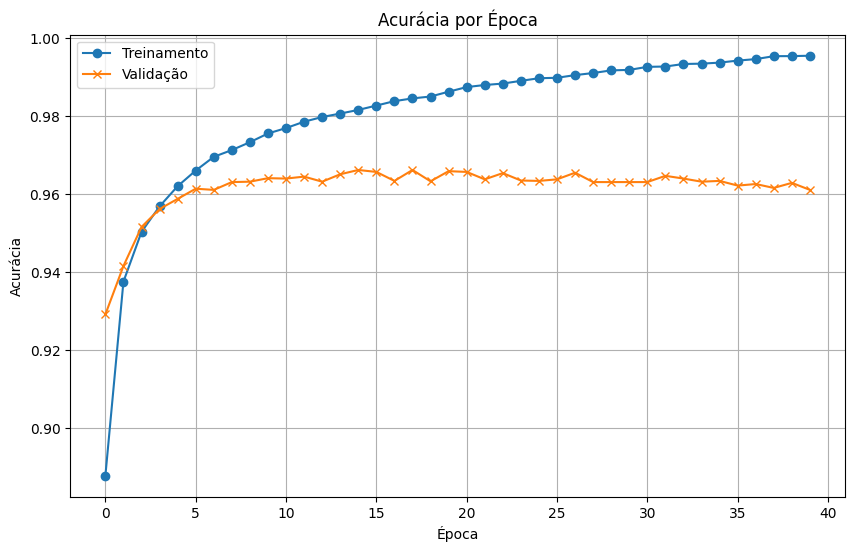 Acurácia por Época
Treinamento
Validação
1.00
0.98
0.96
0.94
0.92
0.90
Acurácia
0 5 10 15 20 25 30 35 40
Época